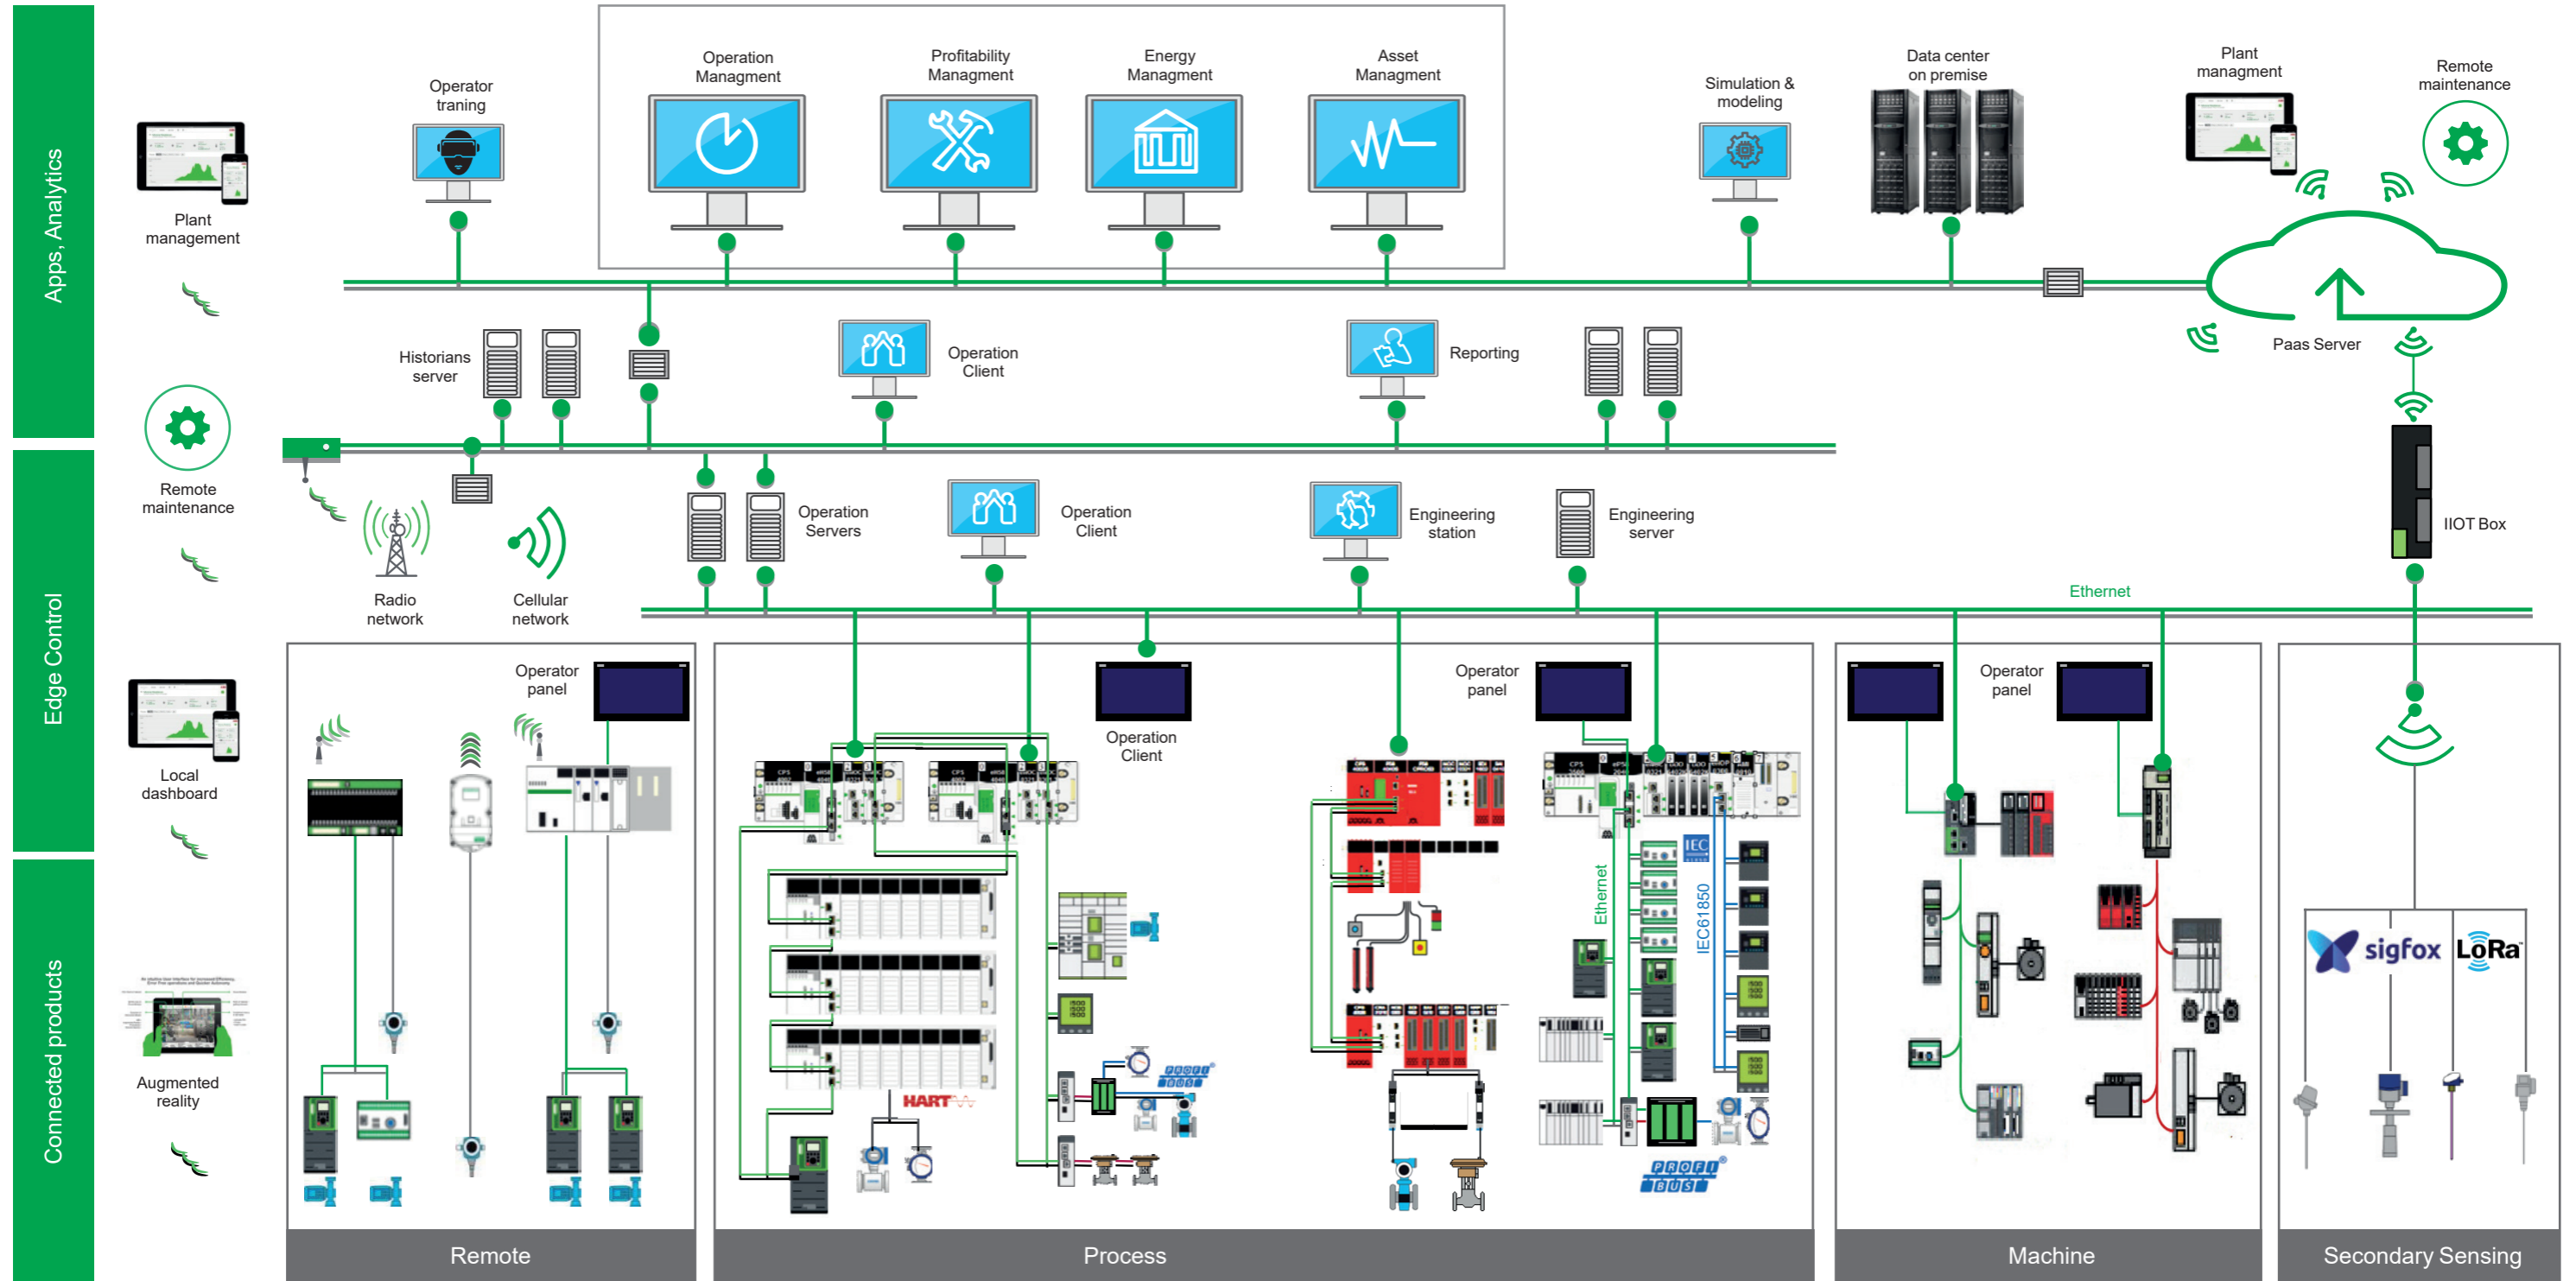 Apps, Analytics
Edge Control
Connected products
Plant
management
Remote
maintenance
Local
dashboard
Augmented
reality
Operator
traning
Operation
Managment
Profitability
Managment
Energy
Managment
Asset
Managment
Simulation &
modeling
Data center
on premise
Plant
managment
Remote
maintenance
Historians
server
Operation
Client
Reporting
Paas Server
Radio
network
Cellular
network
Operation
Servers
Operation
Client
Engineering
station
Engineering
server
IIOT Box
Ethernet
Operator
panel
Operation
Client
Operator
panel
Operator
panel
CPS
CPS
CPS
IEC
Ethernet
IEC61850
HART
PROFI
BUS
PROFI
BUS
sigfox
LoRa
Remote
Process
Machine
Secondary Sensing